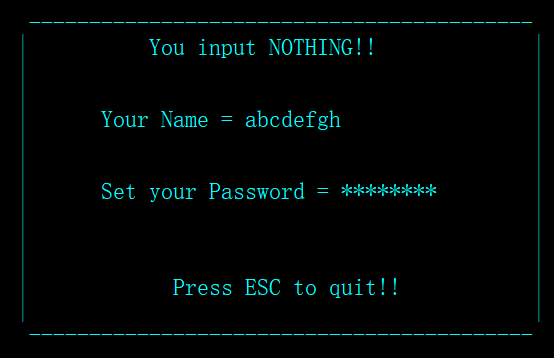 You input NOTHING!!
Your Name = abcdefgh
Set your Password = ********
Press ESC to quit!!